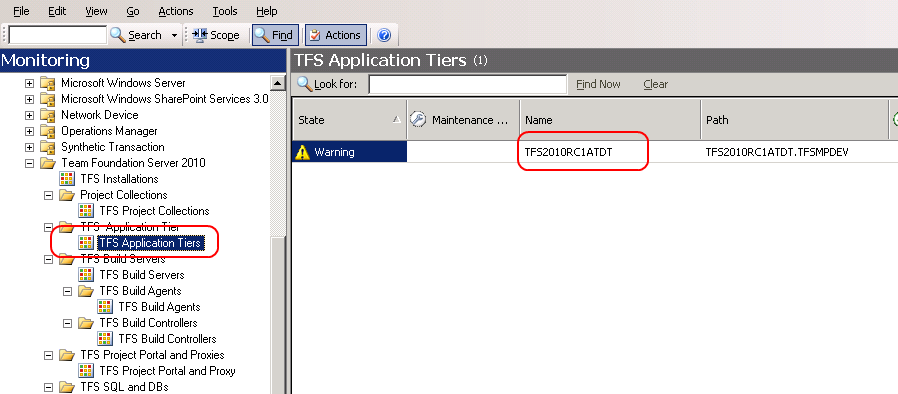 File Edit View Go Actions Tools Help
Search Scope Find Actions
Monitoring
Microsoft Windows Server
Microsoft Windows SharePoint Services 3.0
Network Device
Operations Manager
Synthetic Transaction
Team Foundation Server 2010
TFS Installations
Project Collections
TFS Project Collections
TFS Application Tier
TFS Application Tiers
TFS Build Servers
TFS Build Servers
TFS Build Agents
TFS Build Agents
TFS Build Controllers
TFS Build Controllers
TFS Project Portal and Proxies
TFS Project Portal and Proxy
TFS SQL and DBs
TFS Application Tiers (1)
Look for: Find Now Clear
State Maintenance ... Name Path
Warning TFS2010RC1ATDT TFS2010RC1ATDT.TFSMPDEV